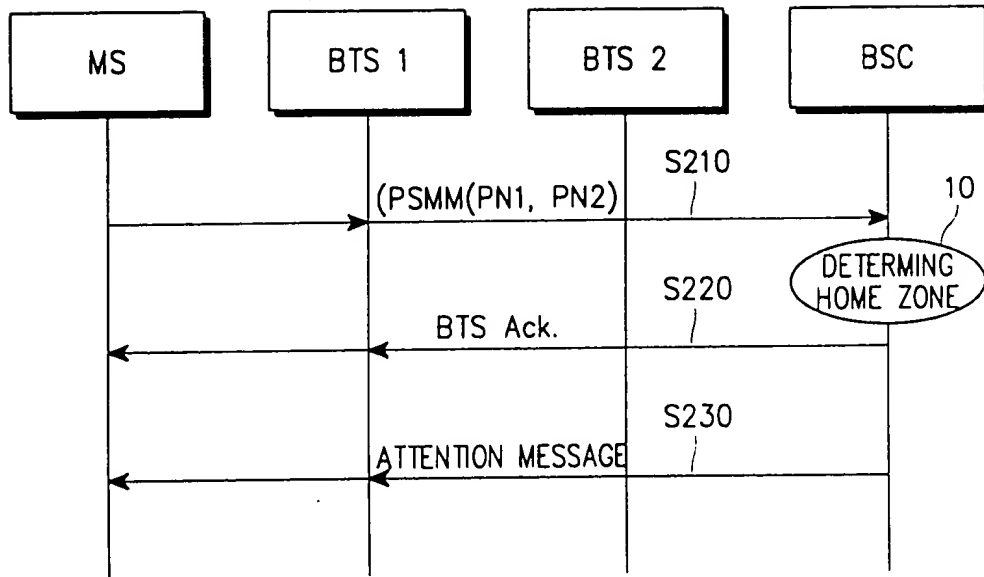 MS
BTS 1
BTS 2
BSC
S210
(PSMM(PN1, PN2)
10
DETERMING
HOME ZONE
S220
BTS Ack.
S230
ATTENTION MESSAGE